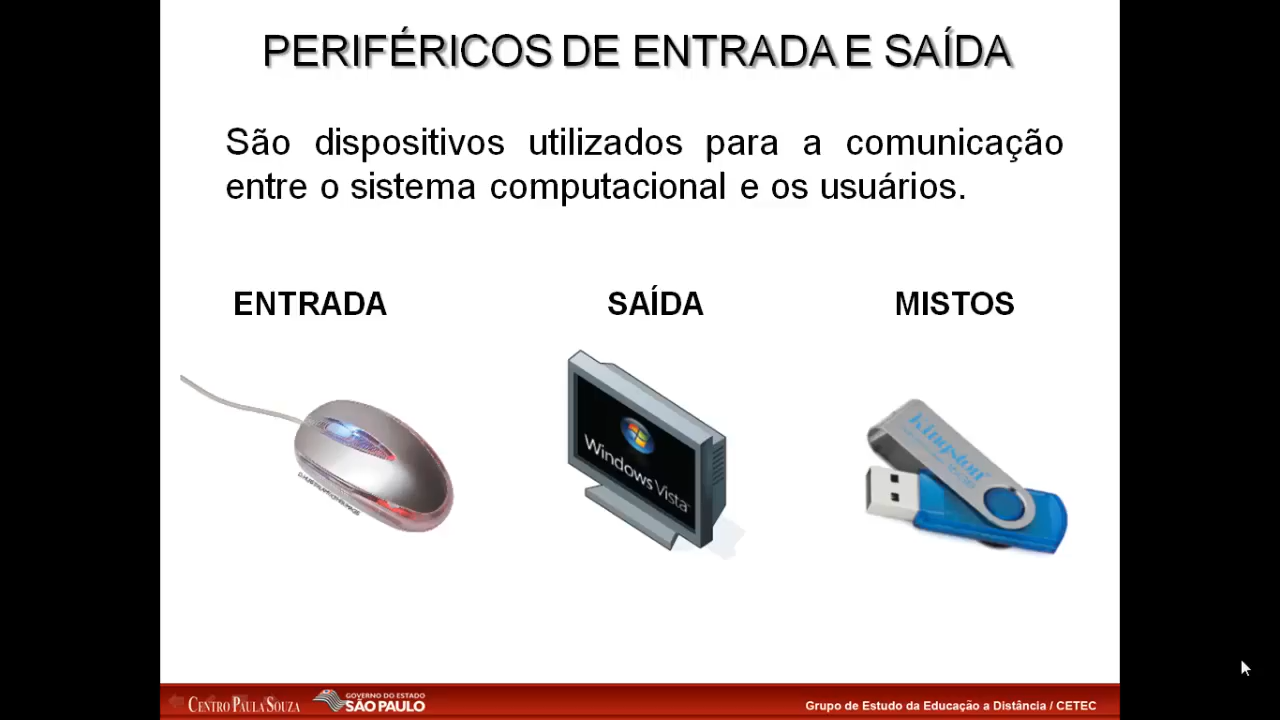 PERIFÉRICOS DE ENTRADA E SAÍDA
São dispositivos utilizados para a comunicação
entre o sistema computacional e os usuários.
ENTRADA
SAÍDA
MISTOS
Windows Vista
Kingston
CENTRO PAULA SOUZA
GOVERNO DO ESTADO
SÃO PAULO
Grupo de Estudo da Educação a Distância / CETEC